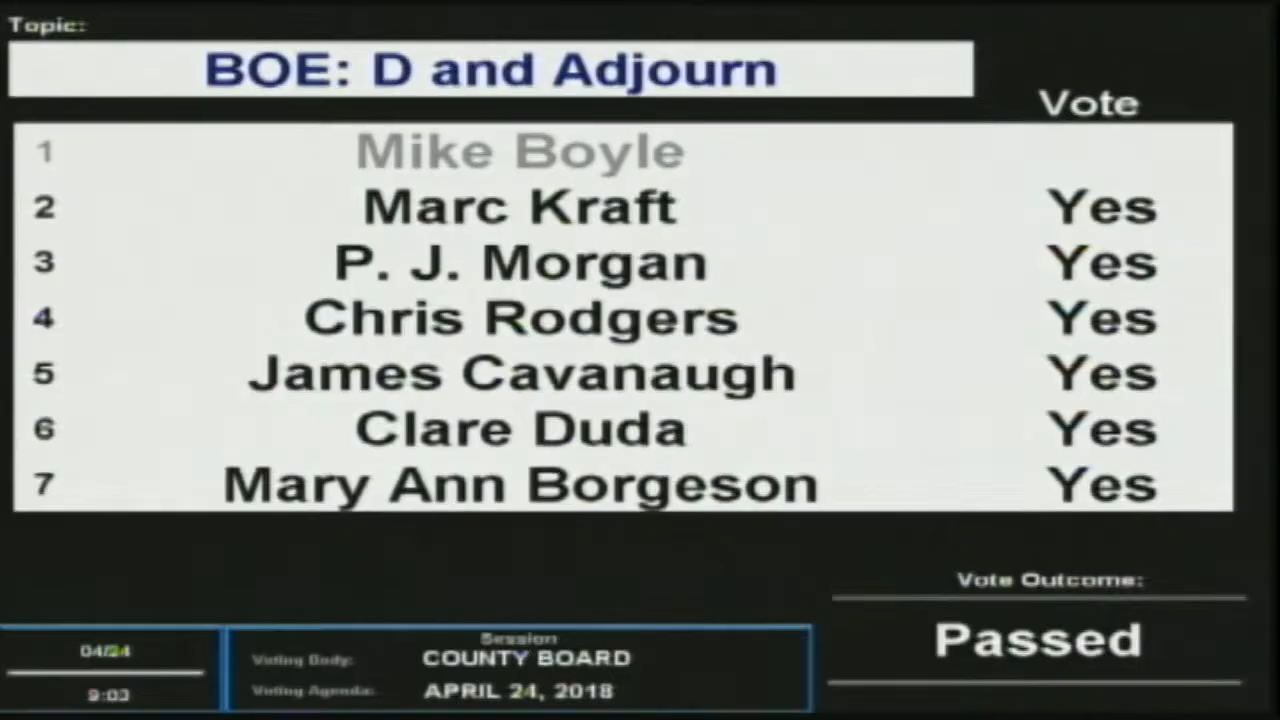 Topic:
BOE: D and Adjourn
Vote
1 Mike Boyle
2 Marc Kraft Yes
3 P. J. Morgan Yes
4 Chris Rodgers Yes
5 James Cavanaugh Yes
6 Clare Duda Yes
7 Mary Ann Borgeson Yes
Vote Outcome:
Passed
04/24
9:03
Session
Voting Body: COUNTY BOARD
Voting Agenda: APRIL 24, 2018